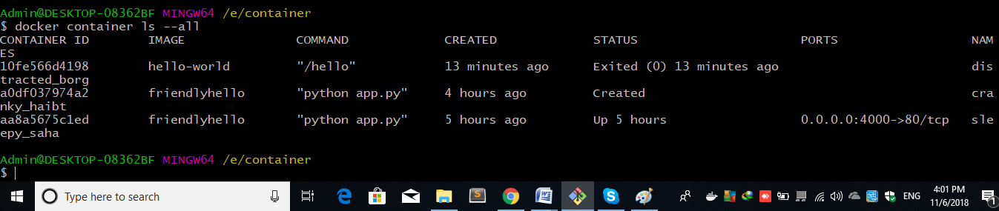 Admin@DESKTOP-08362BF MINGW64 /e/container
$ docker container ls --all
CONTAINER ID        IMAGE               COMMAND             CREATED             STATUS                      PORTS                  NAM
ES
10fe566d4198        hello-world         "/hello"            13 minutes ago      Exited (0) 13 minutes ago                          dis
tracted_borg
a0df037974a2        friendlyhello       "python app.py"     4 hours ago         Created                                            cra
nky_haibt
aa8a5675c1ed        friendlyhello       "python app.py"     5 hours ago         Up 5 hours                  0.0.0.0:4000->80/tcp   sle
epy_saha
Admin@DESKTOP-08362BF MINGW64 /e/container
$
Type here to search
ENG
4:01 PM
11/6/2018
1